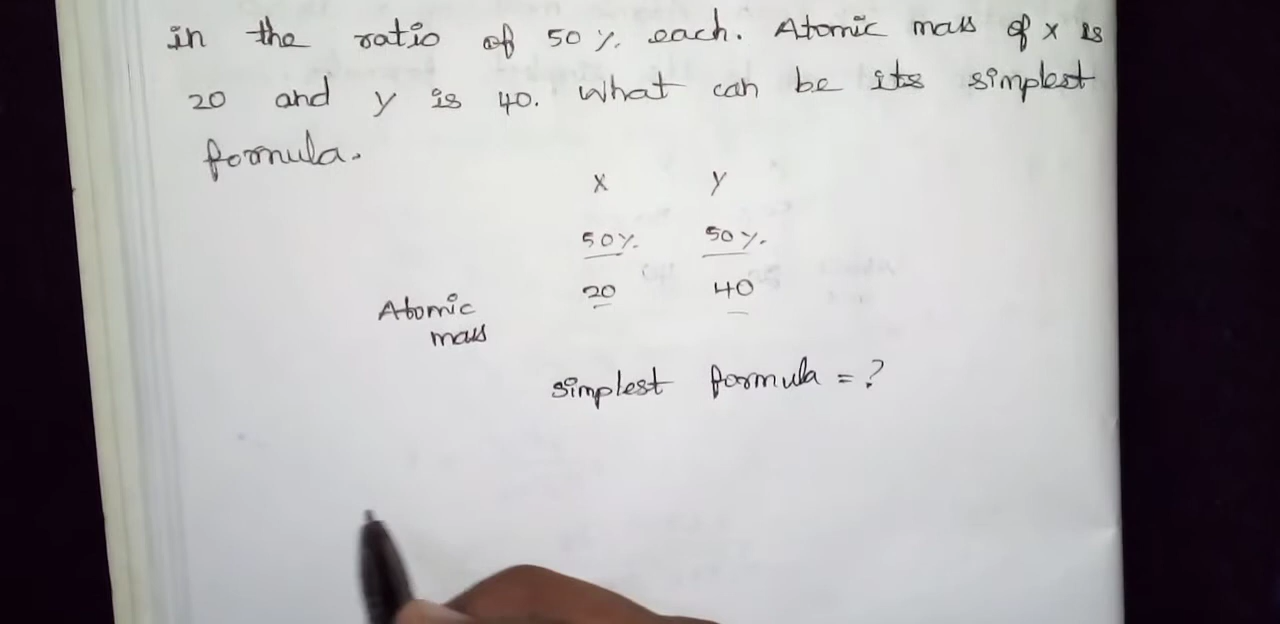 in the ratio of 50 %. each. Atomic mass of x is
20 and y is 40. What can be its simplest
formula.
x y
50%. 50%.
20 40
Atomic
mass
simplest formula = ?